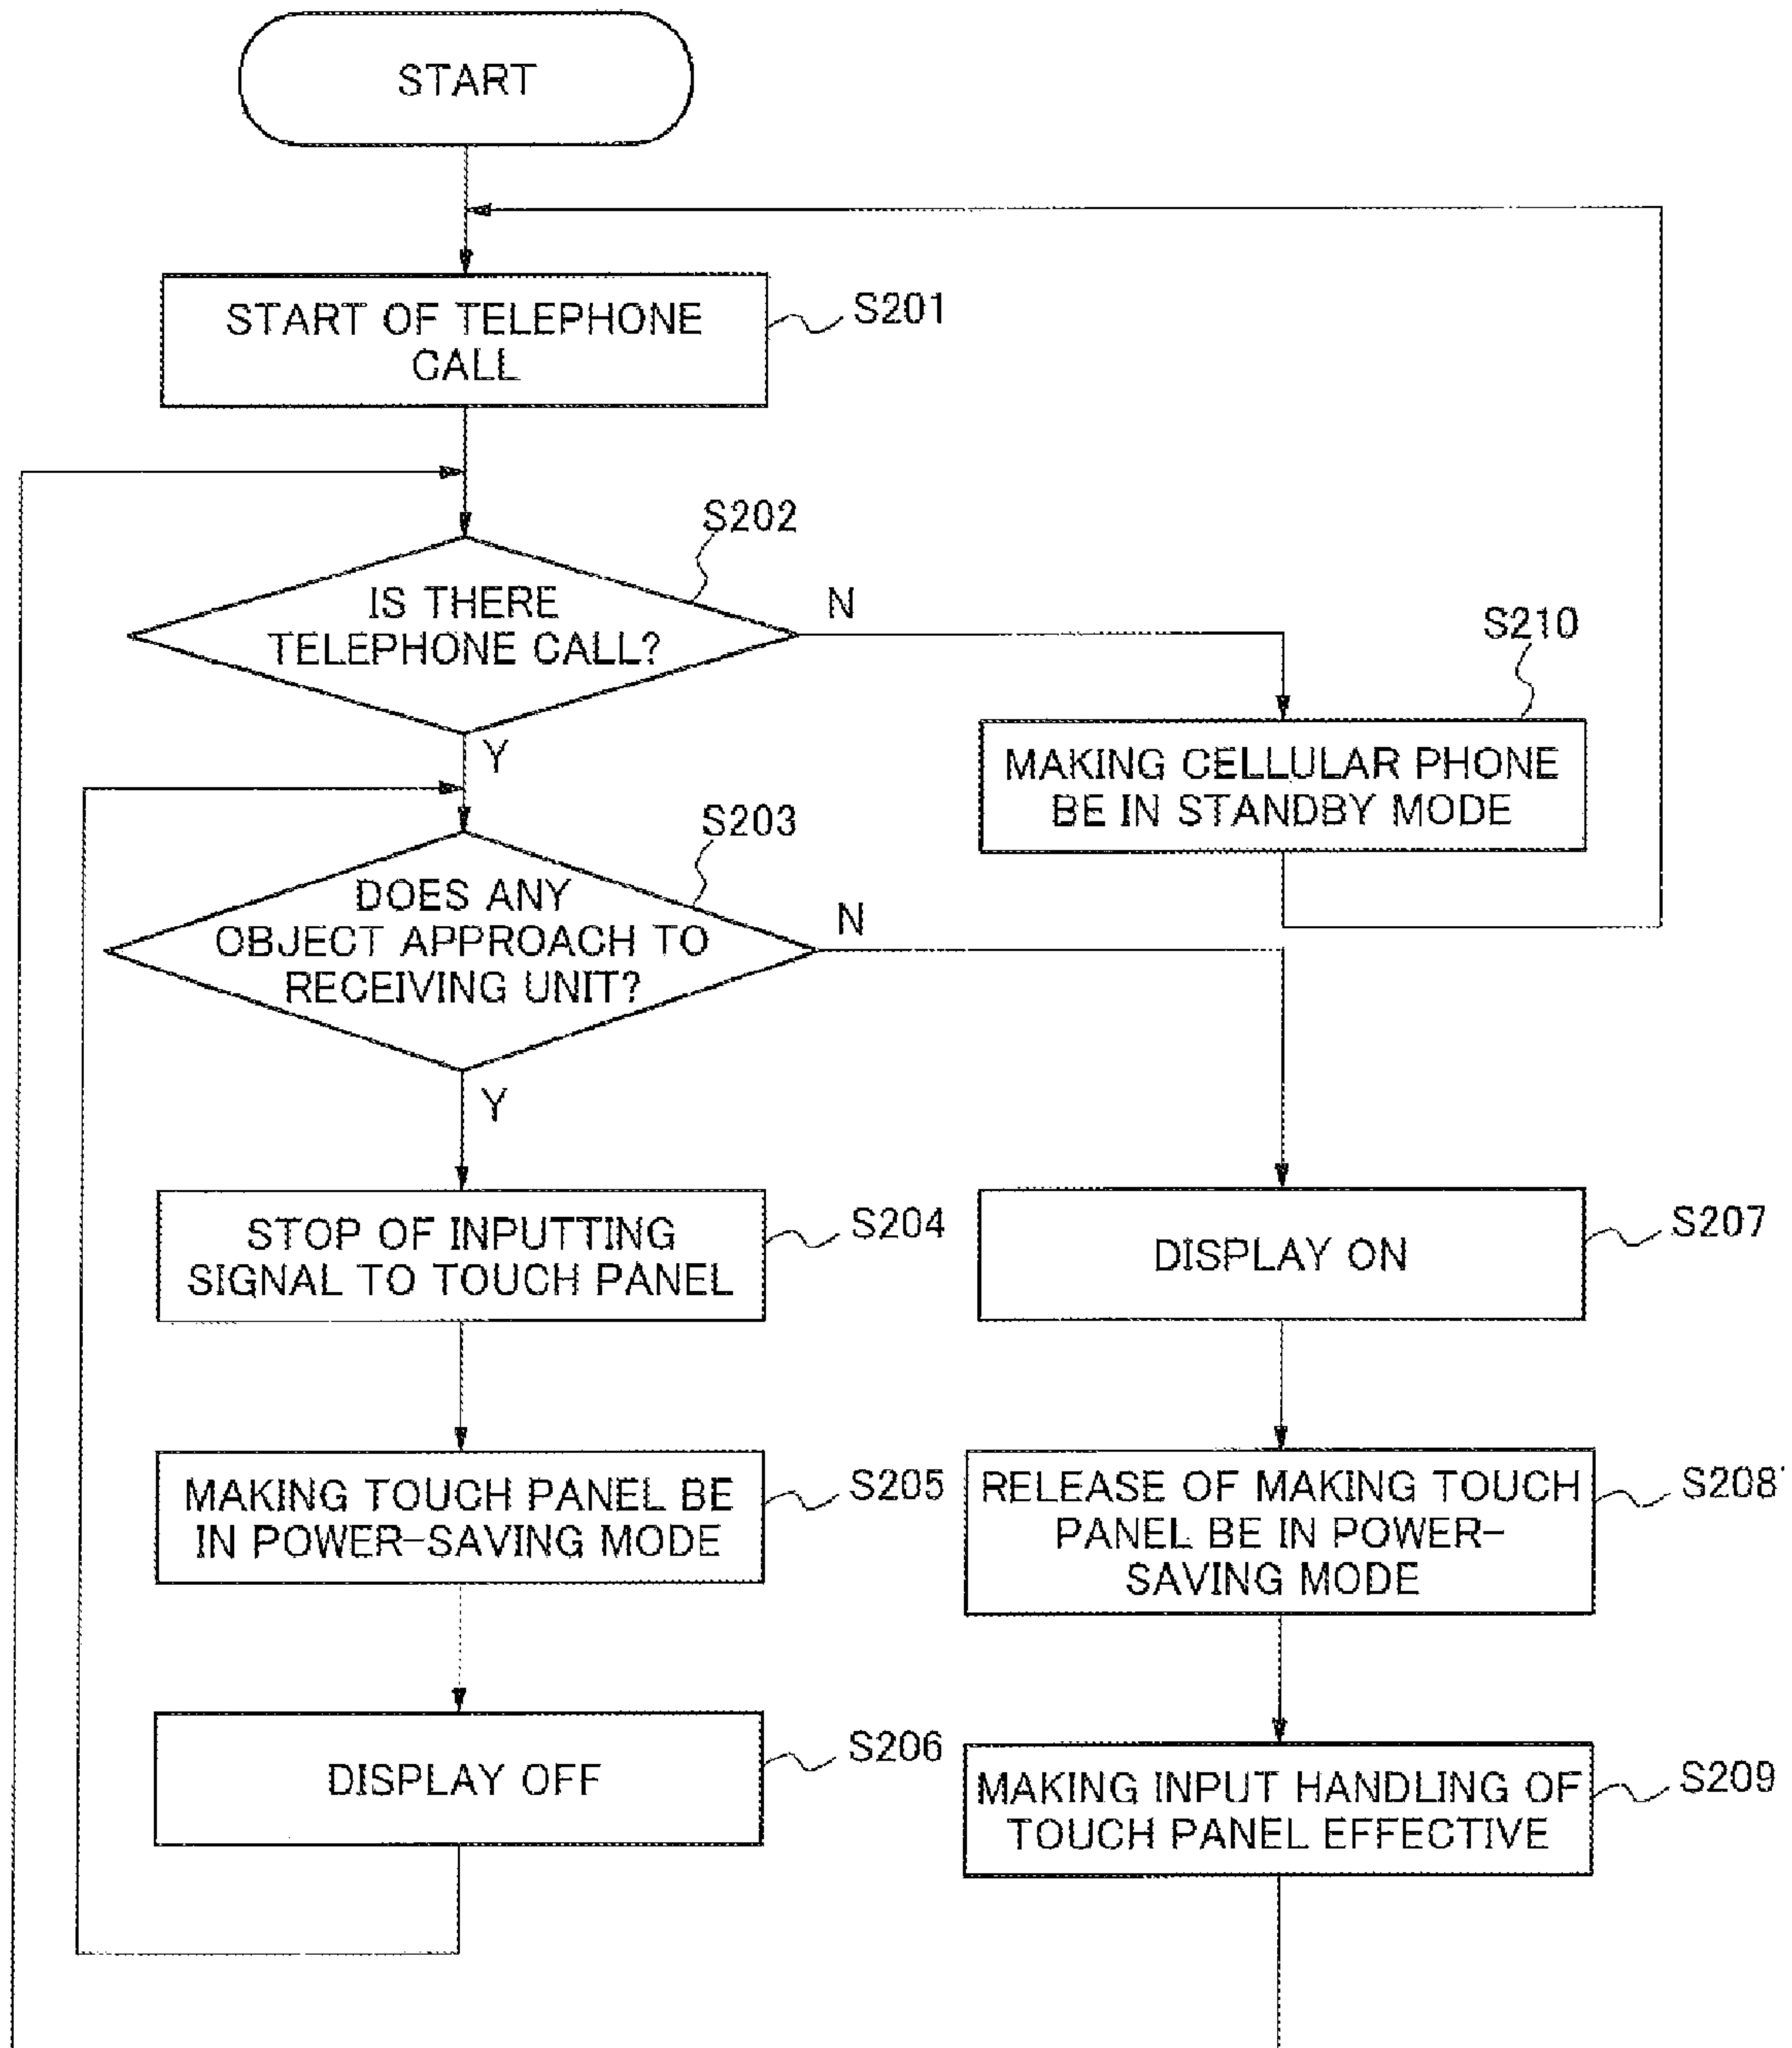 START
START OF TELEPHONE
CALL
S201
S202
IS THERE
TELEPHONE CALL?
N
Y
S210
MAKING CELLULAR PHONE
BE IN STANDBY MODE
S203
DOES ANY
OBJECT APPROACH TO
RECEIVING UNIT?
N
Y
STOP OF INPUTTING
SIGNAL TO TOUCH PANEL
S204
DISPLAY ON
S207
MAKING TOUCH PANEL BE
IN POWER-SAVING MODE
S205
RELEASE OF MAKING TOUCH
PANEL BE IN POWER-
SAVING MODE
S208
DISPLAY OFF
S206
MAKING INPUT HANDLING OF
TOUCH PANEL EFFECTIVE
S209